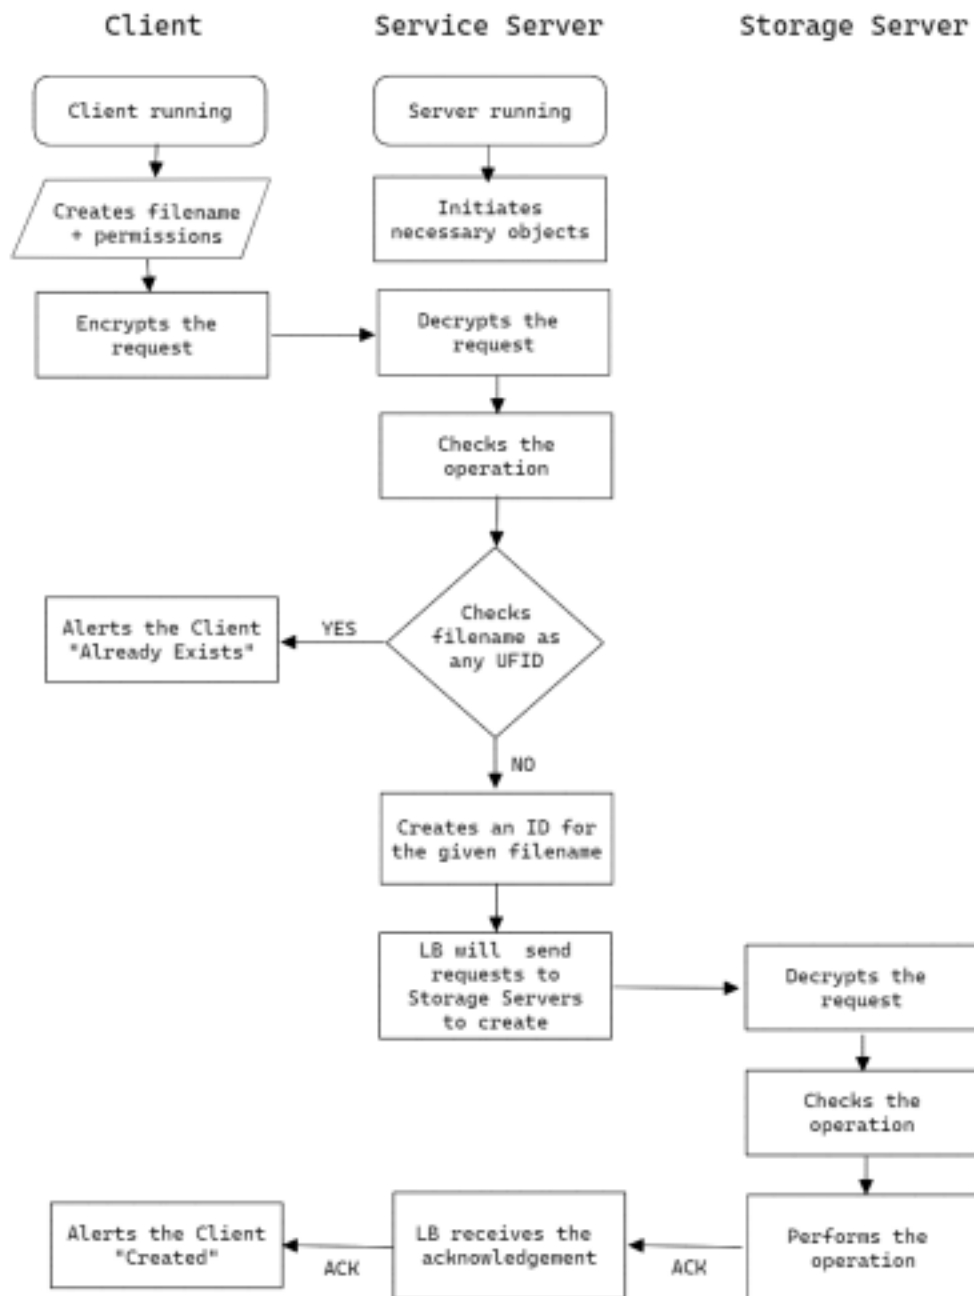 Client
Service Server
Storage Server
Client running
Server running
Creates filename
+ permissions
Initiates
necessary objects
Encrypts the
request
Decrypts the
request
Checks the
operation
Checks
filename as
any UFID
YES
Alerts the Client
"Already Exists"
NO
Creates an ID for
the given filename
LB will send
requests to
Storage Servers
to create
Decrypts the
request
Checks the
operation
Performs the
operation
ACK
LB receives the
acknowledgement
ACK
Alerts the Client
"Created"